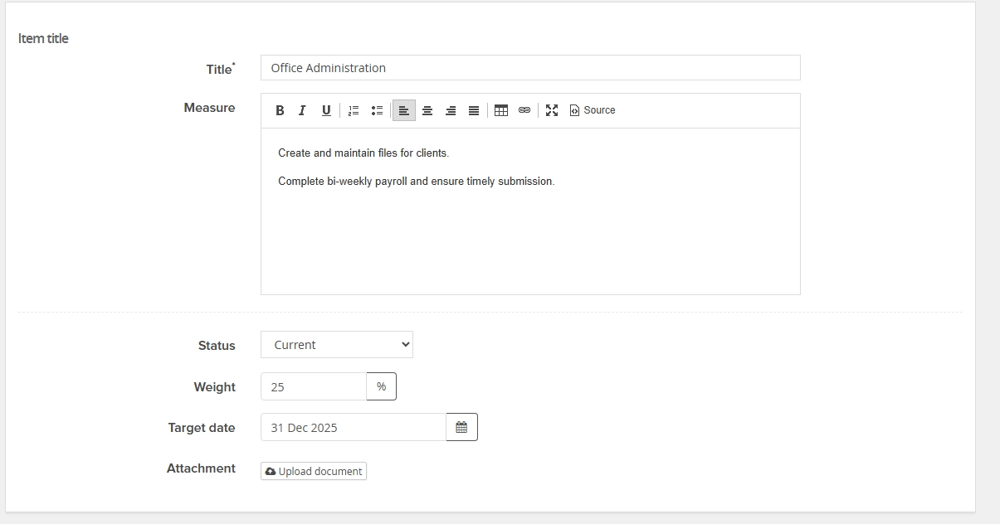 Item title
Title* Office Administration
Measure
B I U Source
Create and maintain files for clients.
Complete bi-weekly payroll and ensure timely submission.
Status Current
Weight 25 %
Target date 31 Dec 2025
Attachment Upload document